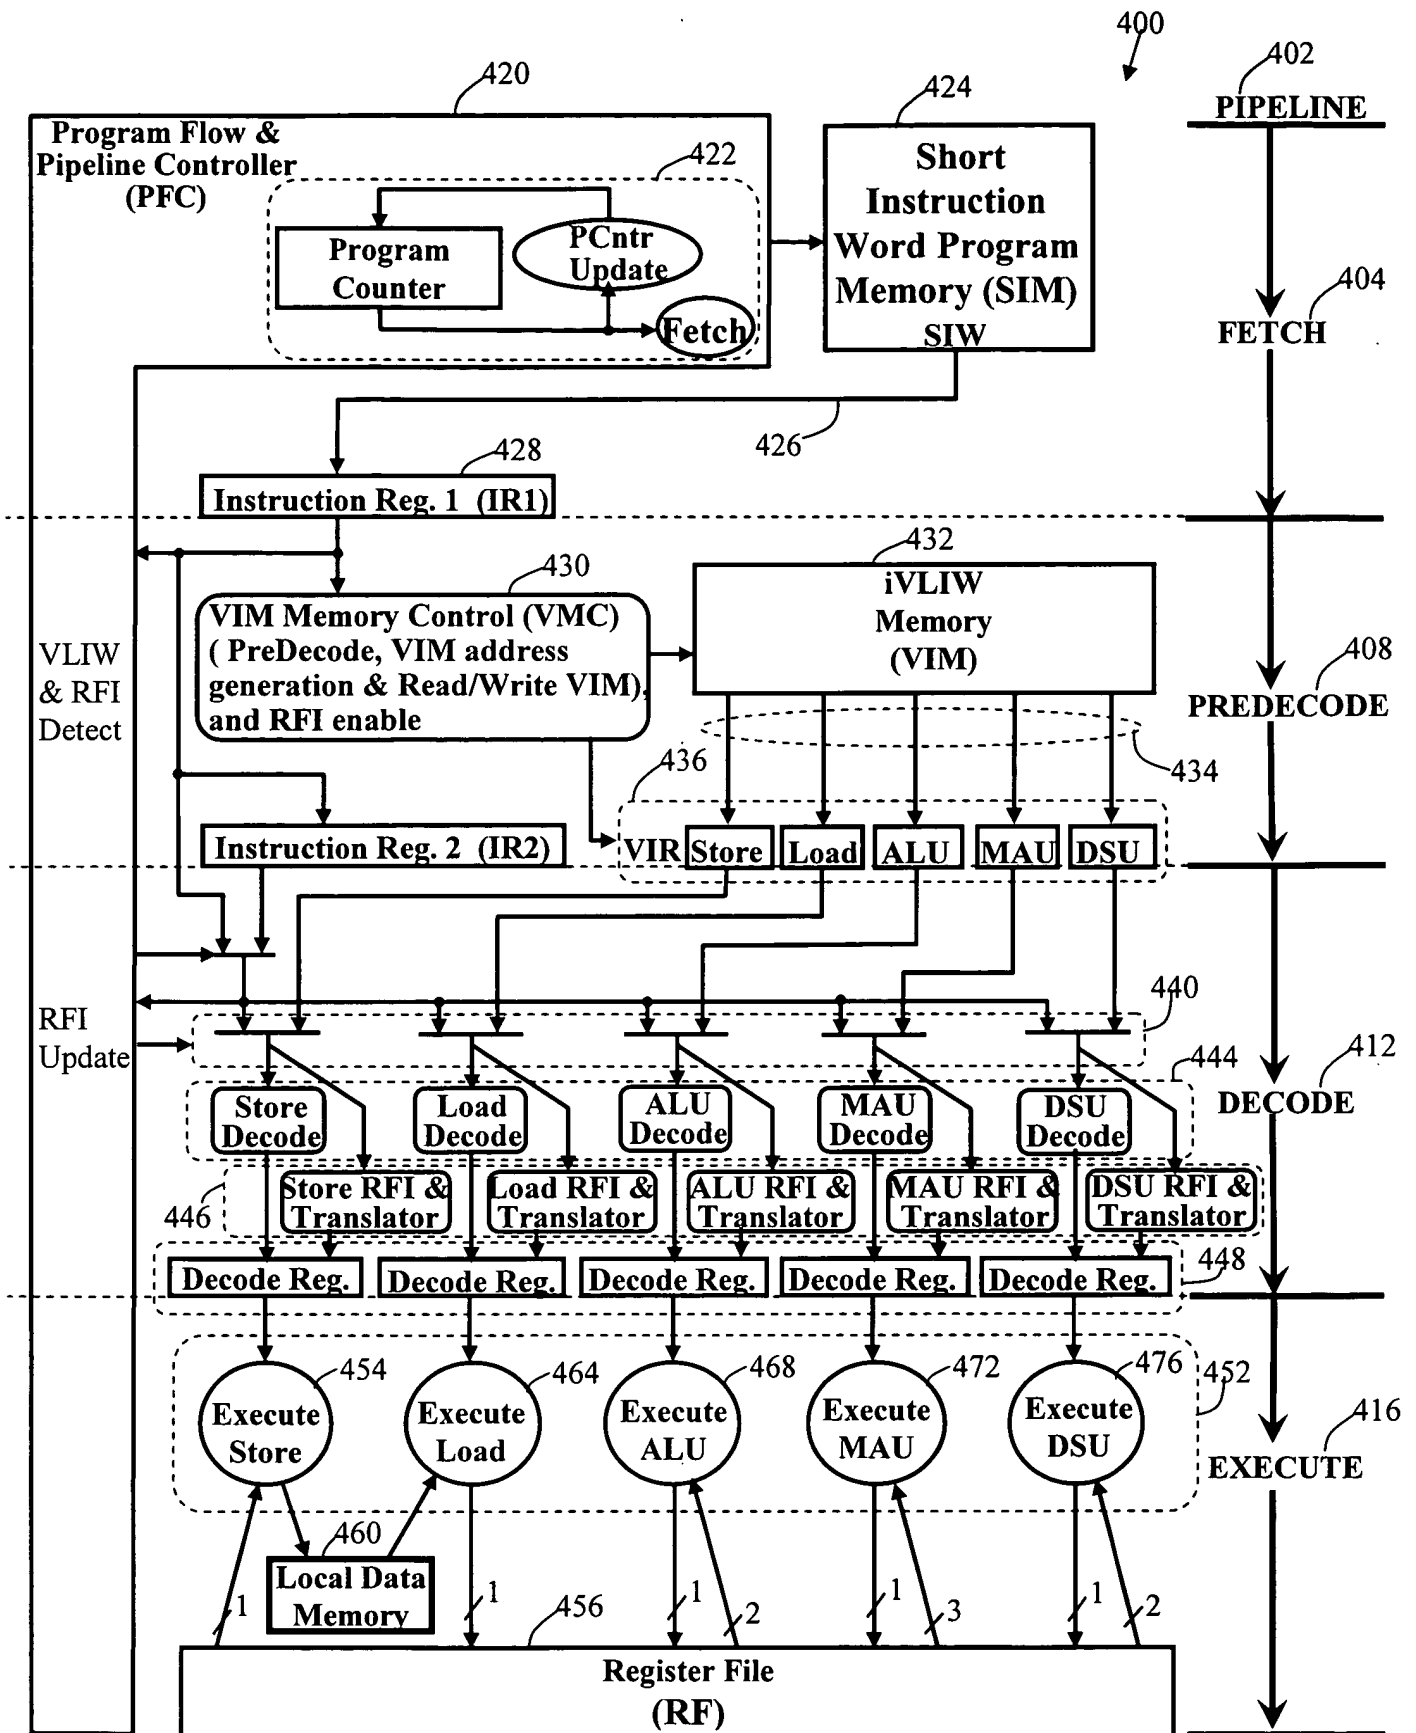 400
402
PIPELINE
420
424
Program Flow &
Pipeline Controller
(PFC)
422
Program
Counter
PCntr
Update
Fetch
Short
Instruction
Word Program
Memory (SIM)
SIW
404
FETCH
426
428
Instruction Reg. 1 (IR1)
430
432
VIM Memory Control (VMC)
( PreDecode, VIM address
generation & Read/Write VIM),
and RFI enable
iVLIW
Memory
(VIM)
VLIW
& RFI
Detect
408
PREDECODE
434
436
Instruction Reg. 2 (IR2)
VIR
Store
Load
ALU
MAU
DSU
RFI
Update
440
444
412
DECODE
Store
Decode
Load
Decode
ALU
Decode
MAU
Decode
DSU
Decode
446
Store RFI &
Translator
Load RFI &
Translator
ALU RFI &
Translator
MAU RFI &
Translator
DSU RFI &
Translator
448
Decode Reg.
Decode Reg.
Decode Reg.
Decode Reg.
Decode Reg.
454
464
468
472
476
452
Execute
Store
Execute
Load
Execute
ALU
Execute
MAU
Execute
DSU
416
EXECUTE
460
Local Data
Memory
456
1
1
1
2
1
3
1
2
Register File
(RF)